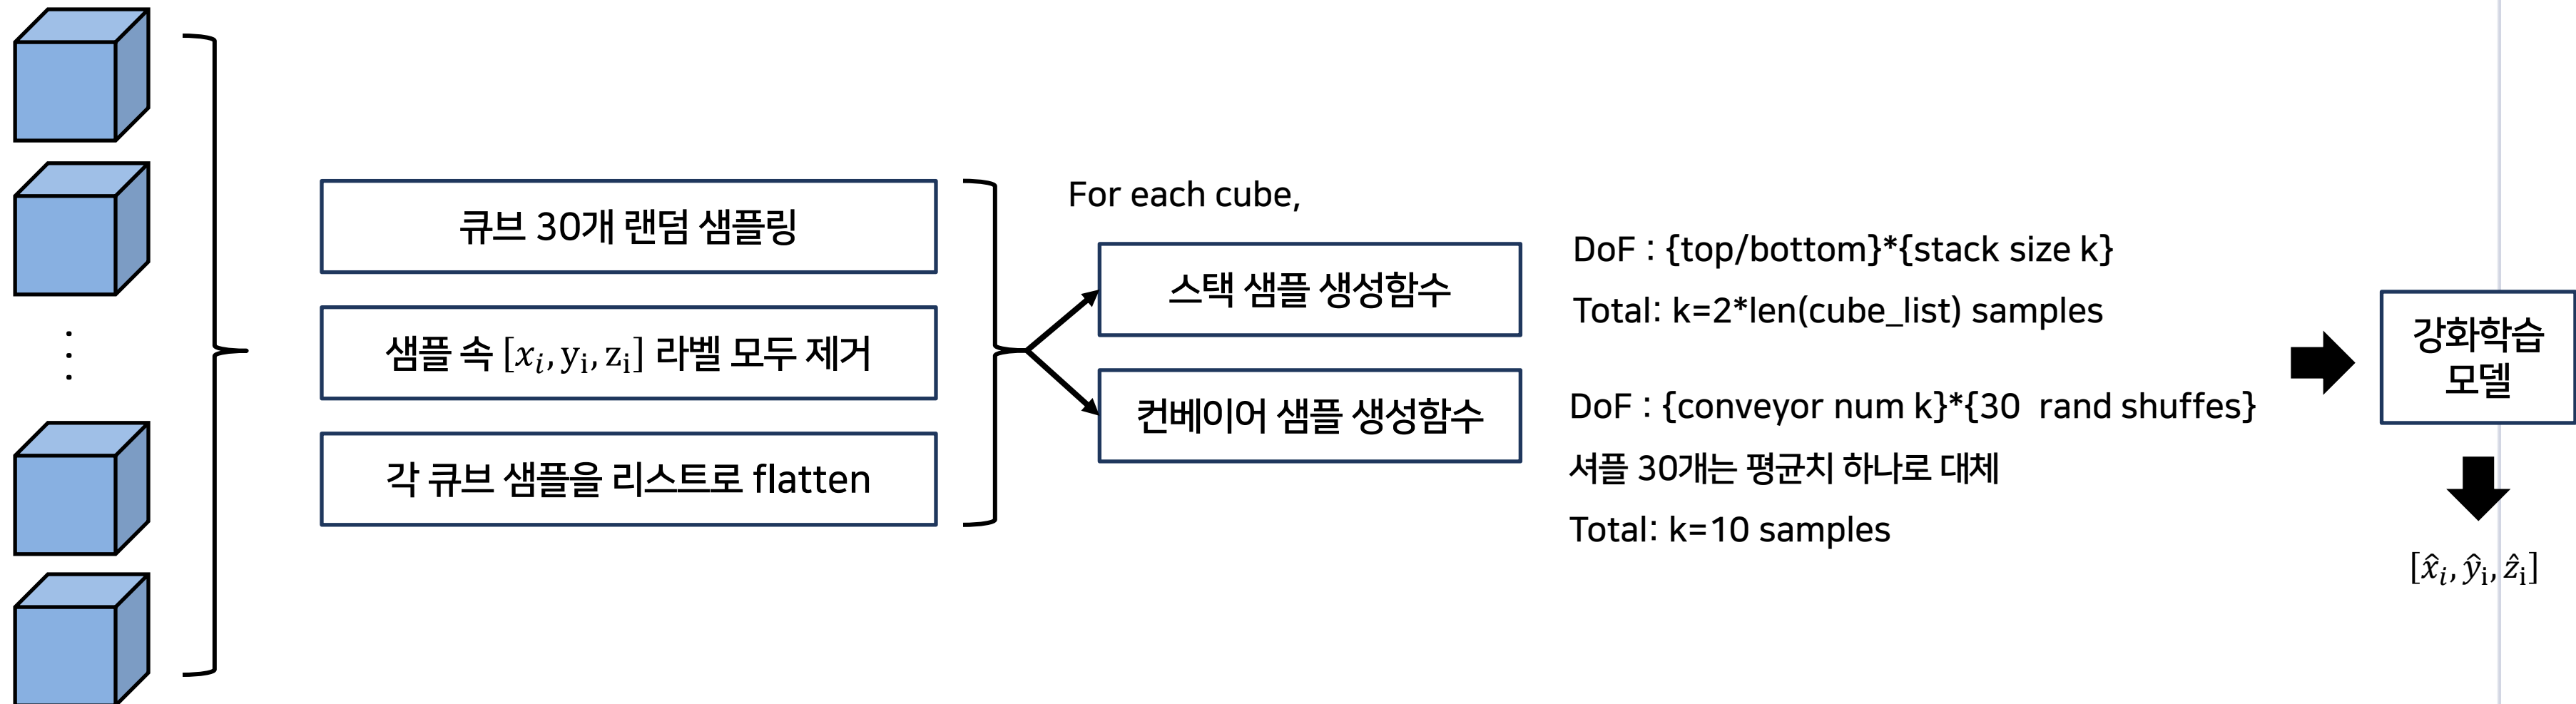 큐브 30개 랜덤 샘플링
샘플 속 [xᵢ, yᵢ, zᵢ] 라벨 모두 제거
각 큐브 샘플을 리스트로 flatten
For each cube,
스택 샘플 생성함수
컨베이어 샘플 생성함수
DoF : {top/bottom}*{stack size k}
Total: k=2*len(cube_list) samples
DoF : {conveyor num k}*{30 rand shuffes}
셔플 30개는 평균치 하나로 대체
Total: k=10 samples
강화학습
모델
[x̂ᵢ, ŷᵢ, ẑᵢ]